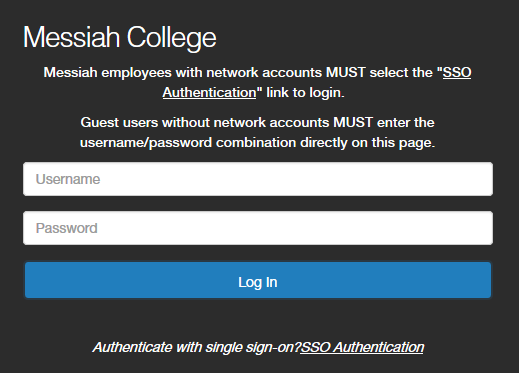 Messiah College
Messiah employees with network accounts MUST select the "SSO
Authentication" link to login.
Guest users without network accounts MUST enter the
username/password combination directly on this page.
Username
Password
Log In
Authenticate with single sign-on?SSO Authentication